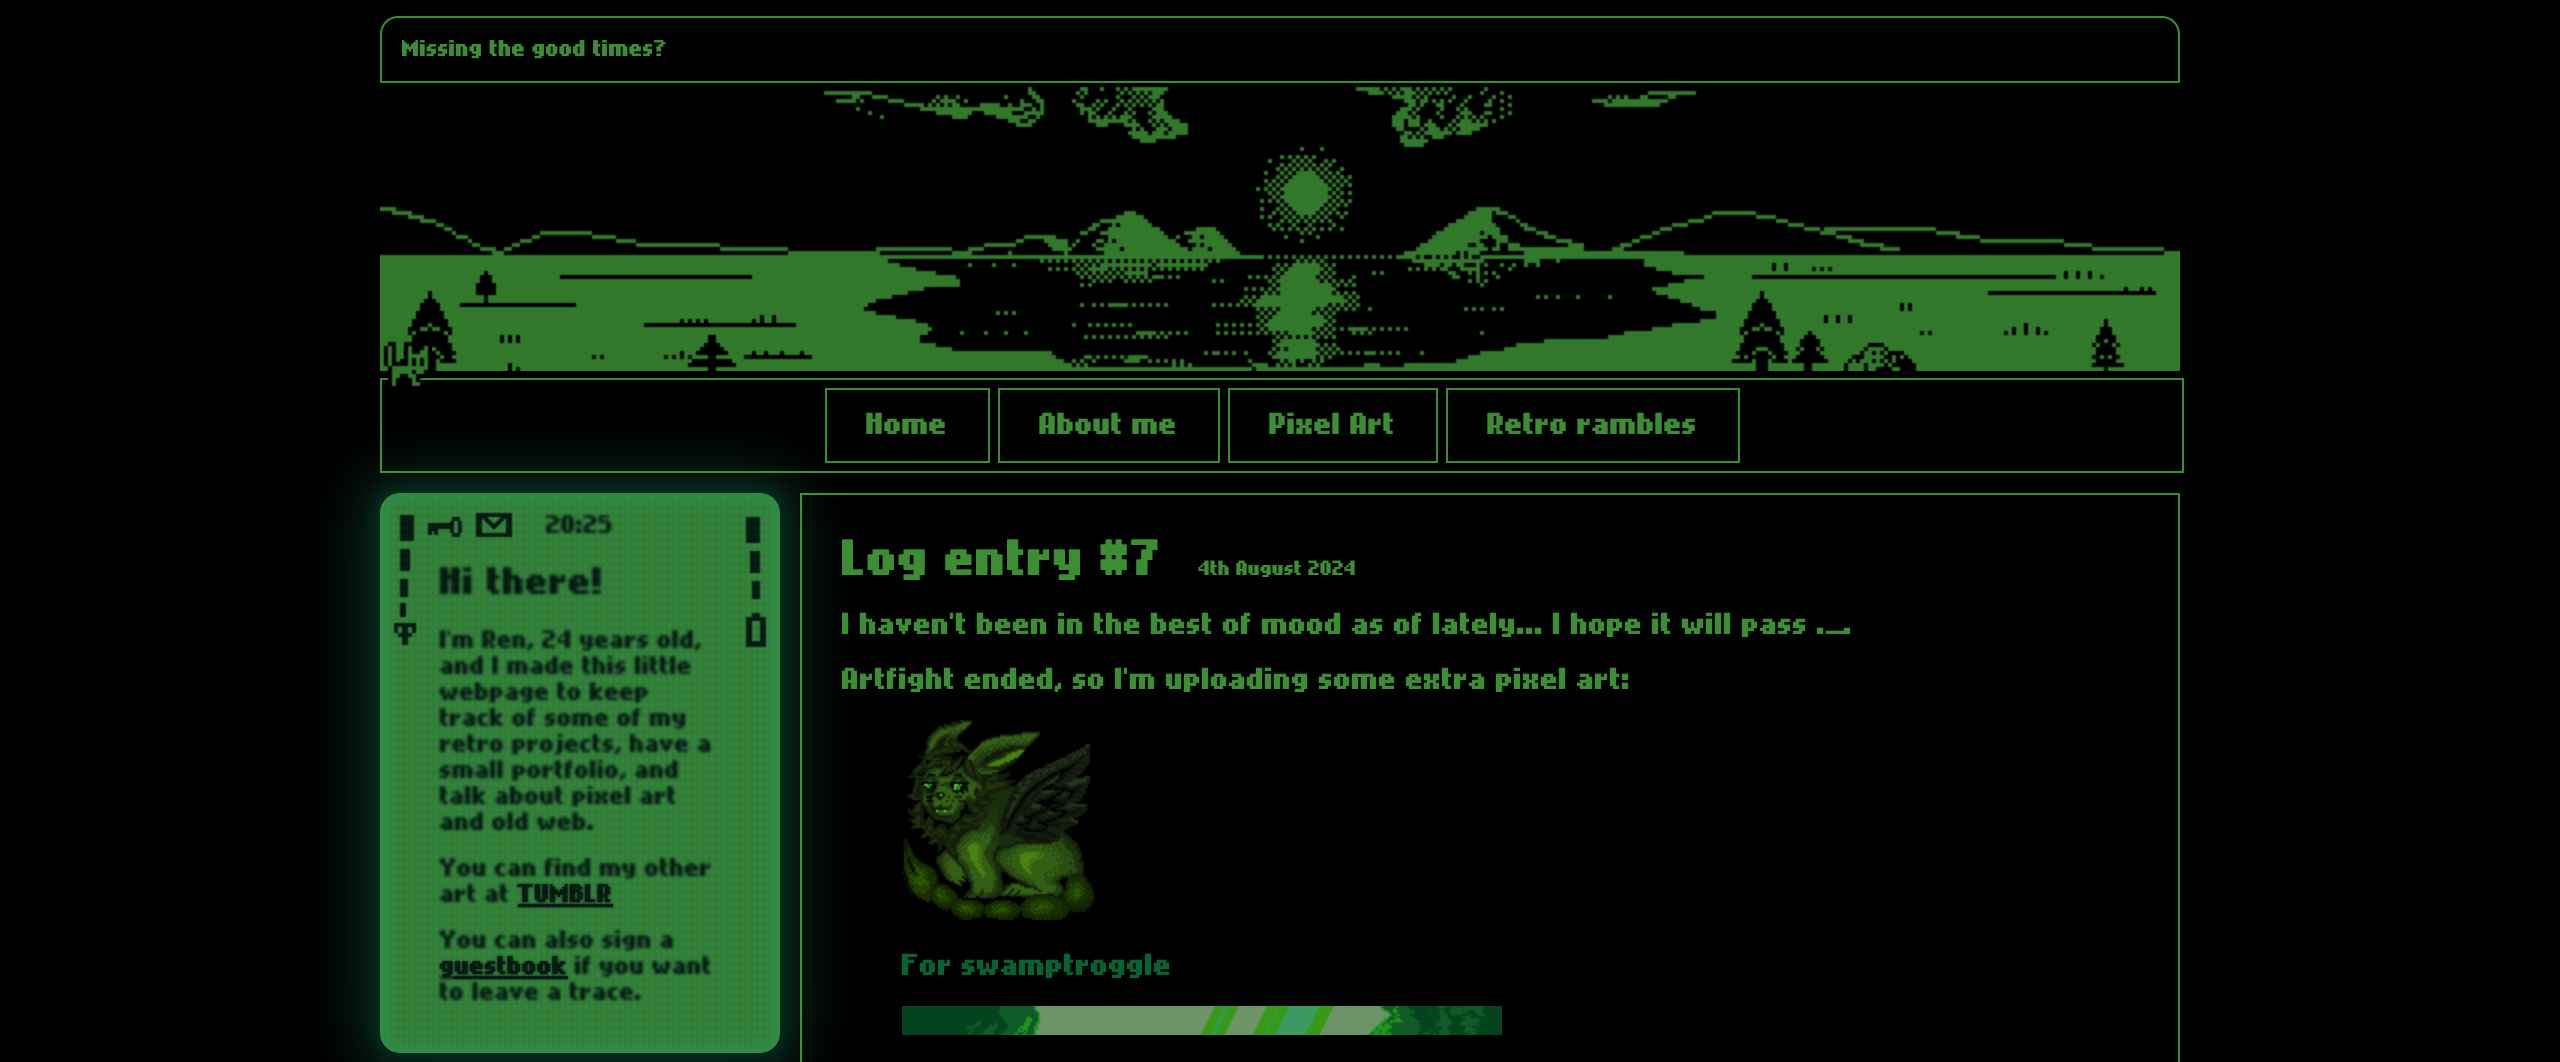 Missing the good times?
Home
About me
Pixel Art
Retro rambles
20:25
Hi there!
I'm Ren, 24 years old,
and I made this little
webpage to keep
track of some of my
retro projects, have a
small portfolio, and
talk about pixel art
and old web.
You can find my other
art at TUMBLR
You can also sign a
guestbook if you want
to leave a trace.
Log entry #7
4th August 2024
I haven't been in the best of mood as of lately... I hope it will pass ._.
Artfight ended, so I'm uploading some extra pixel art:
For swamptroggle